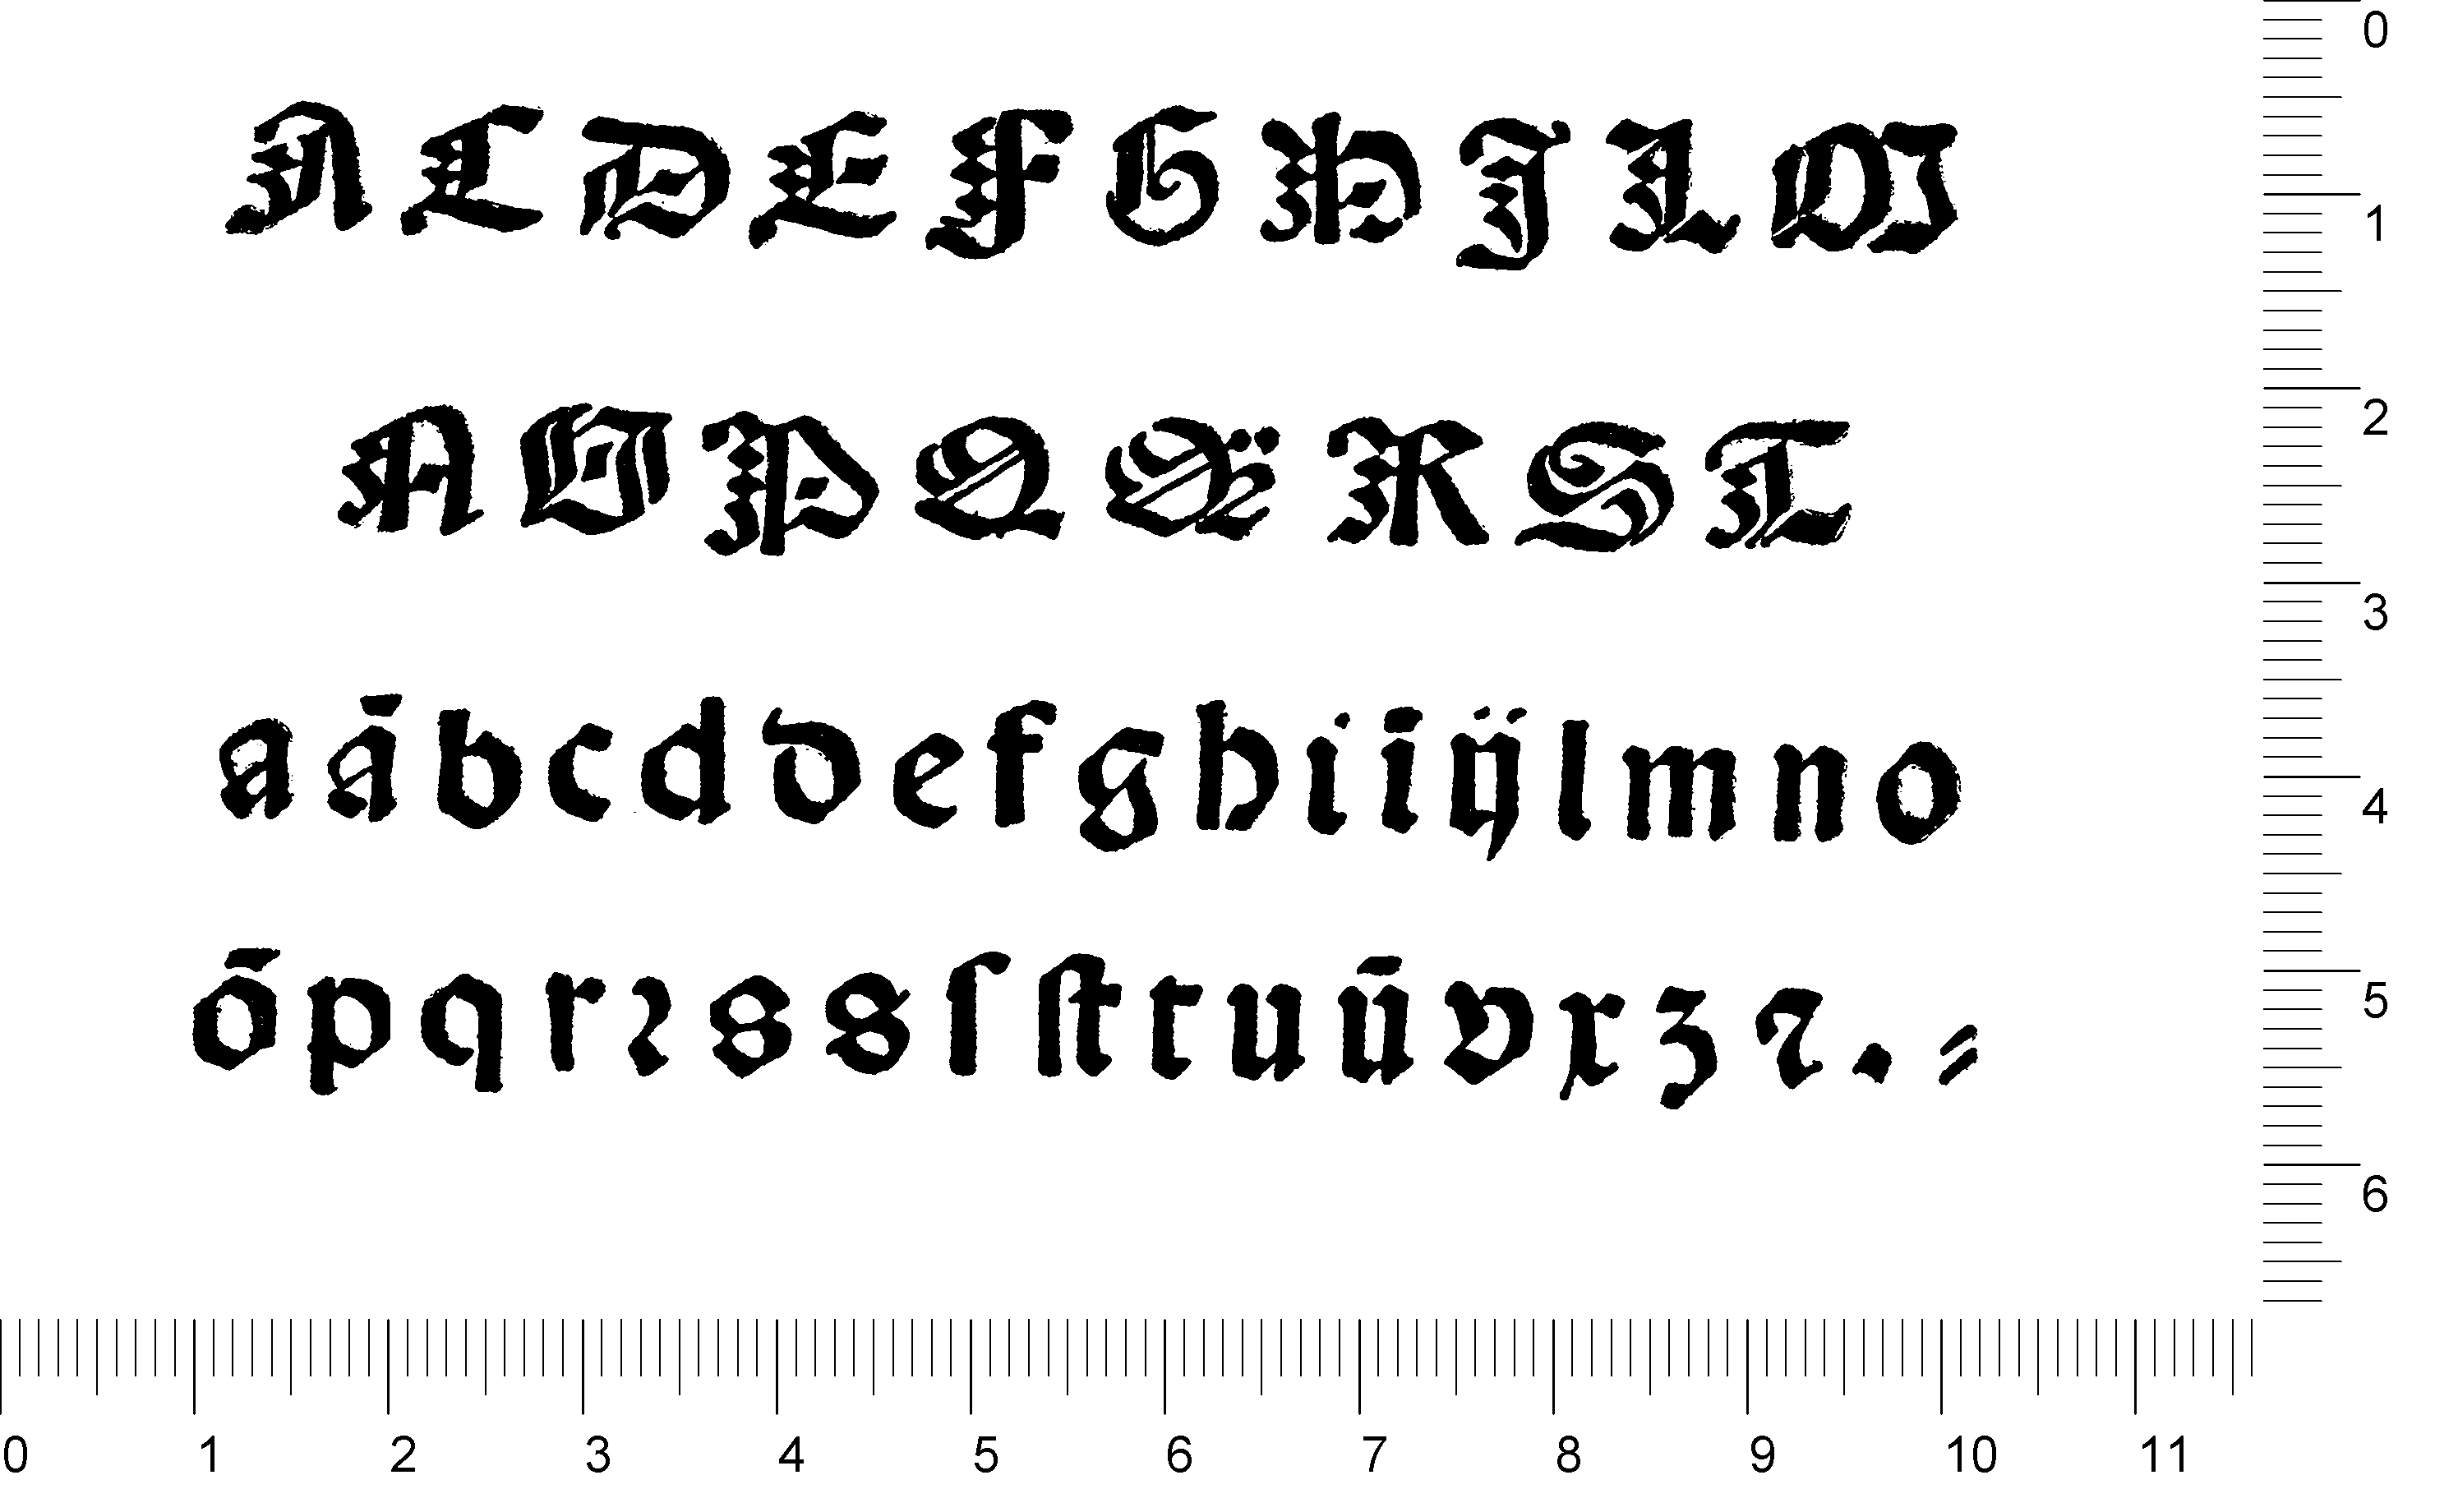 A C D E F G H J L M
N O P Q Q̈ R S T
a ā b c d d e f g h i ī ÿ l m n o
ō p q r ꝛ s s ſ ſt t u ū v x z ⁊ . ⸗
0
1
2
3
4
5
6
0 1 2 3 4 5 6 7 8 9 10 11